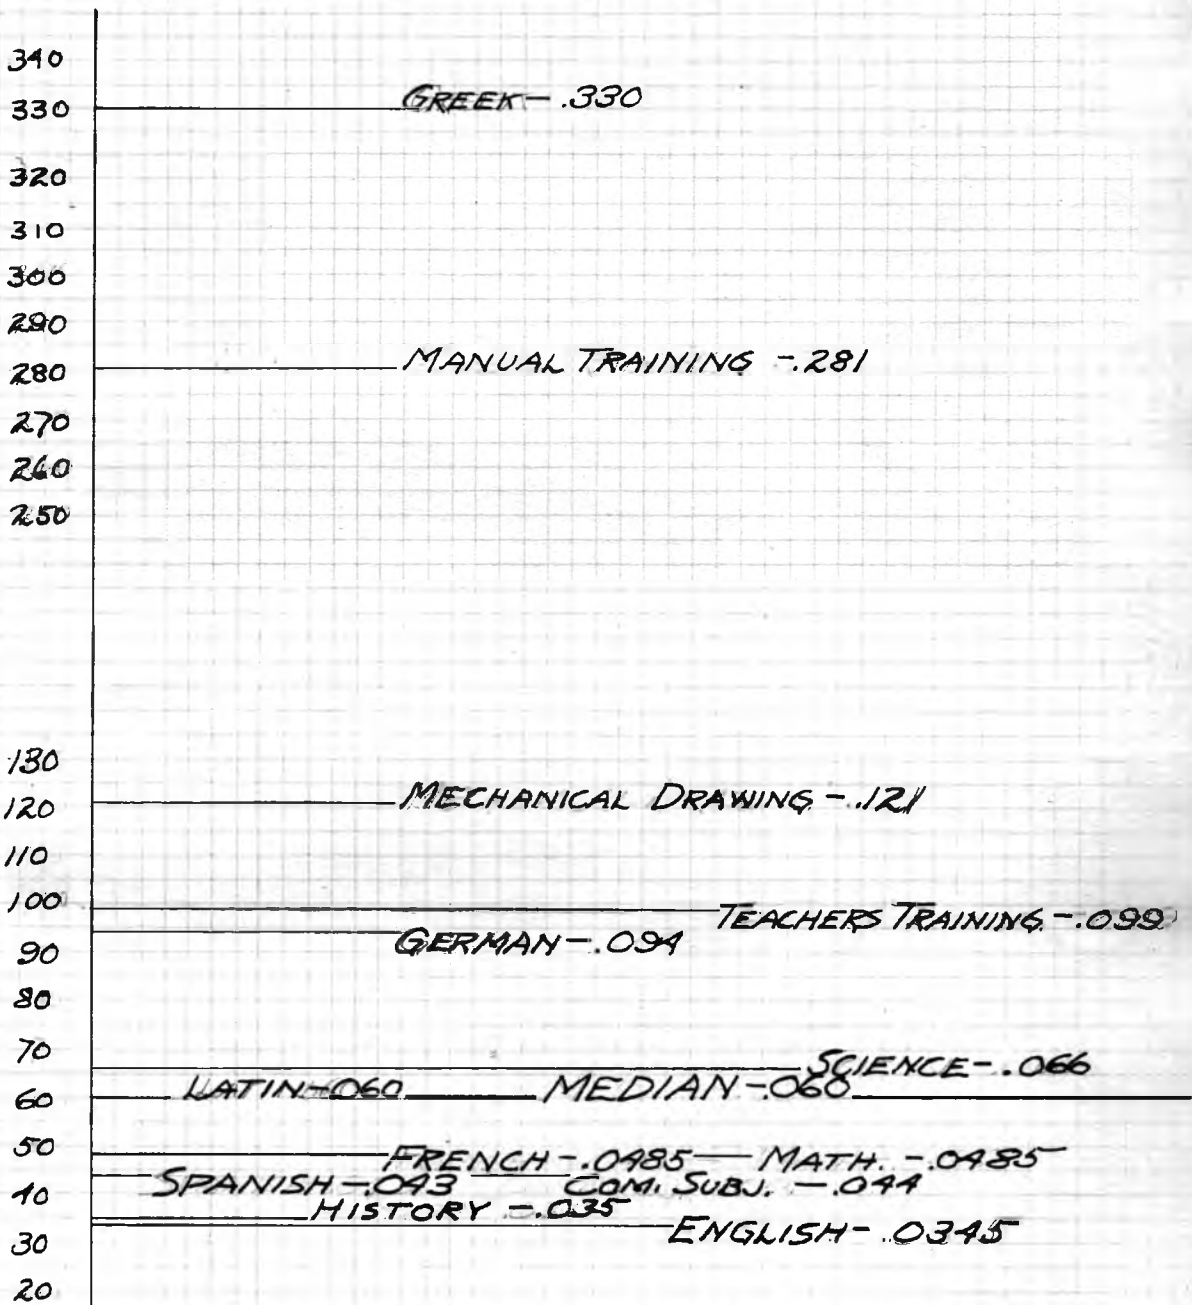 340
GREEK - .330
330
320
310
300
290
MANUAL TRAINING - .281
280
270
260
250
130
MECHANICAL DRAWING - .121
120
110
100
TEACHERS TRAINING - .099
GERMAN - .094
90
80
70
SCIENCE - .066
LATIN - 060 MEDIAN - .060
60
50
FRENCH - .0485 MATH. - .0485
SPANISH - .043 COM. SUBJ. - .044
40
HISTORY - .035
ENGLISH - .0345
30
20